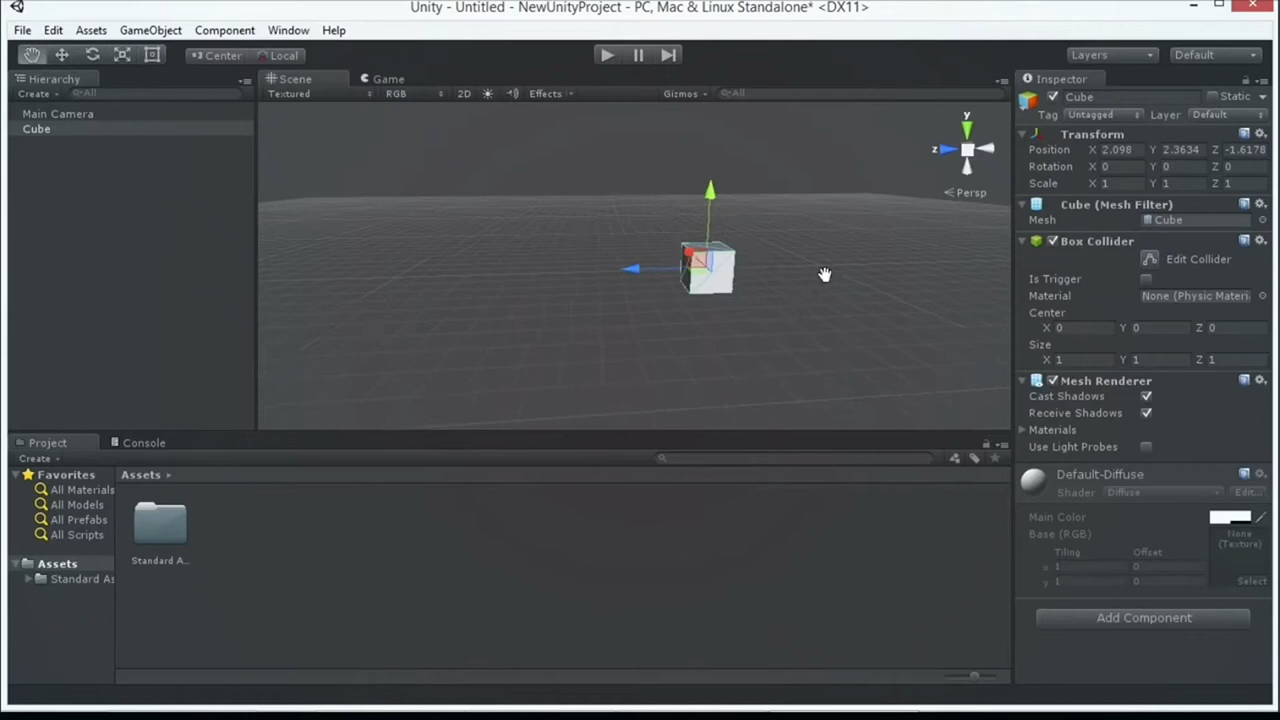 Unity - Untitled - NewUnityProject - PC, Mac & Linux Standalone* <DX11>
File Edit Assets GameObject Component Window Help
Center Local Layers Default
Hierarchy
Create All
Main Camera
Cube
Scene Game
Textured RGB 2D Effects Gizmos All
y
z
Persp
Inspector
Cube Static
Tag Untagged Layer Default
Transform
Position X 2.098 Y 2.3634 Z -1.6178
Rotation X 0 Y 0 Z 0
Scale X 1 Y 1 Z 1
Cube (Mesh Filter)
Mesh Cube
Box Collider
Edit Collider
Is Trigger
Material None (Physic Materi
Center
X 0 Y 0 Z 0
Size
X 1 Y 1 Z 1
Mesh Renderer
Cast Shadows
Receive Shadows
Materials
Use Light Probes
Default-Diffuse
Shader Diffuse Edit...
Main Color
Base (RGB) None
(Texture)
Tiling Offset
x 1 0
y 1 0
Select
Add Component
Project Console
Create
Favorites
All Materials
All Models
All Prefabs
All Scripts
Assets
Standard As
Assets
Standard A...